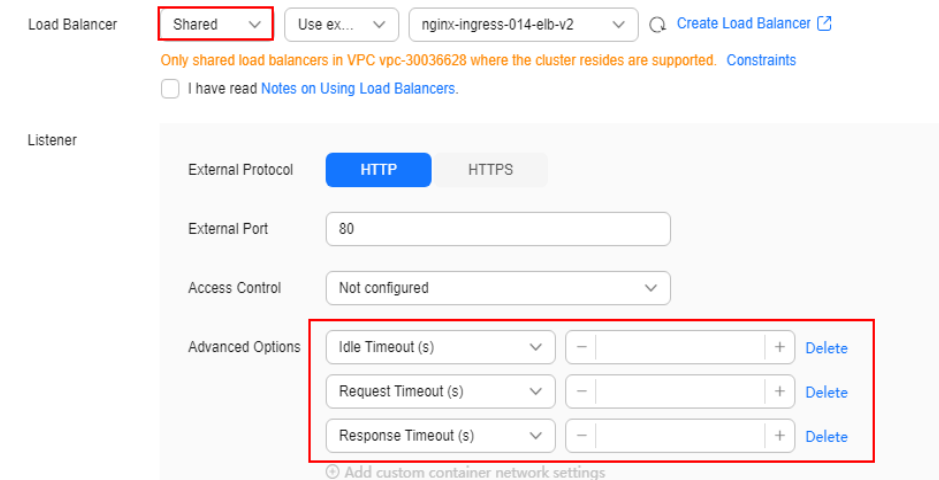 Load Balancer Shared Use ex... nginx-ingress-014-elb-v2 Create Load Balancer
Only shared load balancers in VPC vpc-30036628 where the cluster resides are supported. Constraints
I have read Notes on Using Load Balancers.
Listener
External Protocol HTTP HTTPS
External Port 80
Access Control Not configured
Advanced Options Idle Timeout (s) Delete
Request Timeout (s) Delete
Response Timeout (s) Delete
Add custom container network settings